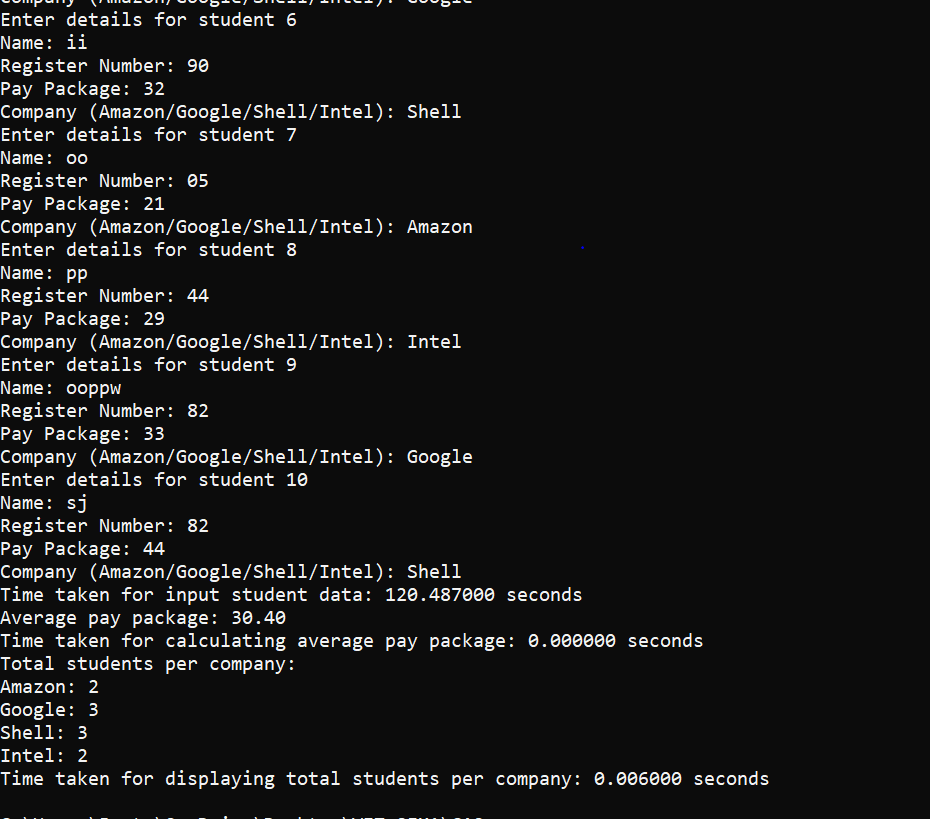 Company (Amazon/Google/Shell/Intel): Google
Enter details for student 6
Name: ii
Register Number: 90
Pay Package: 32
Company (Amazon/Google/Shell/Intel): Shell
Enter details for student 7
Name: oo
Register Number: 05
Pay Package: 21
Company (Amazon/Google/Shell/Intel): Amazon
Enter details for student 8
Name: pp
Register Number: 44
Pay Package: 29
Company (Amazon/Google/Shell/Intel): Intel
Enter details for student 9
Name: ooppw
Register Number: 82
Pay Package: 33
Company (Amazon/Google/Shell/Intel): Google
Enter details for student 10
Name: sj
Register Number: 82
Pay Package: 44
Company (Amazon/Google/Shell/Intel): Shell
Time taken for input student data: 120.487000 seconds
Average pay package: 30.40
Time taken for calculating average pay package: 0.000000 seconds
Total students per company:
Amazon: 2
Google: 3
Shell: 3
Intel: 2
Time taken for displaying total students per company: 0.006000 seconds